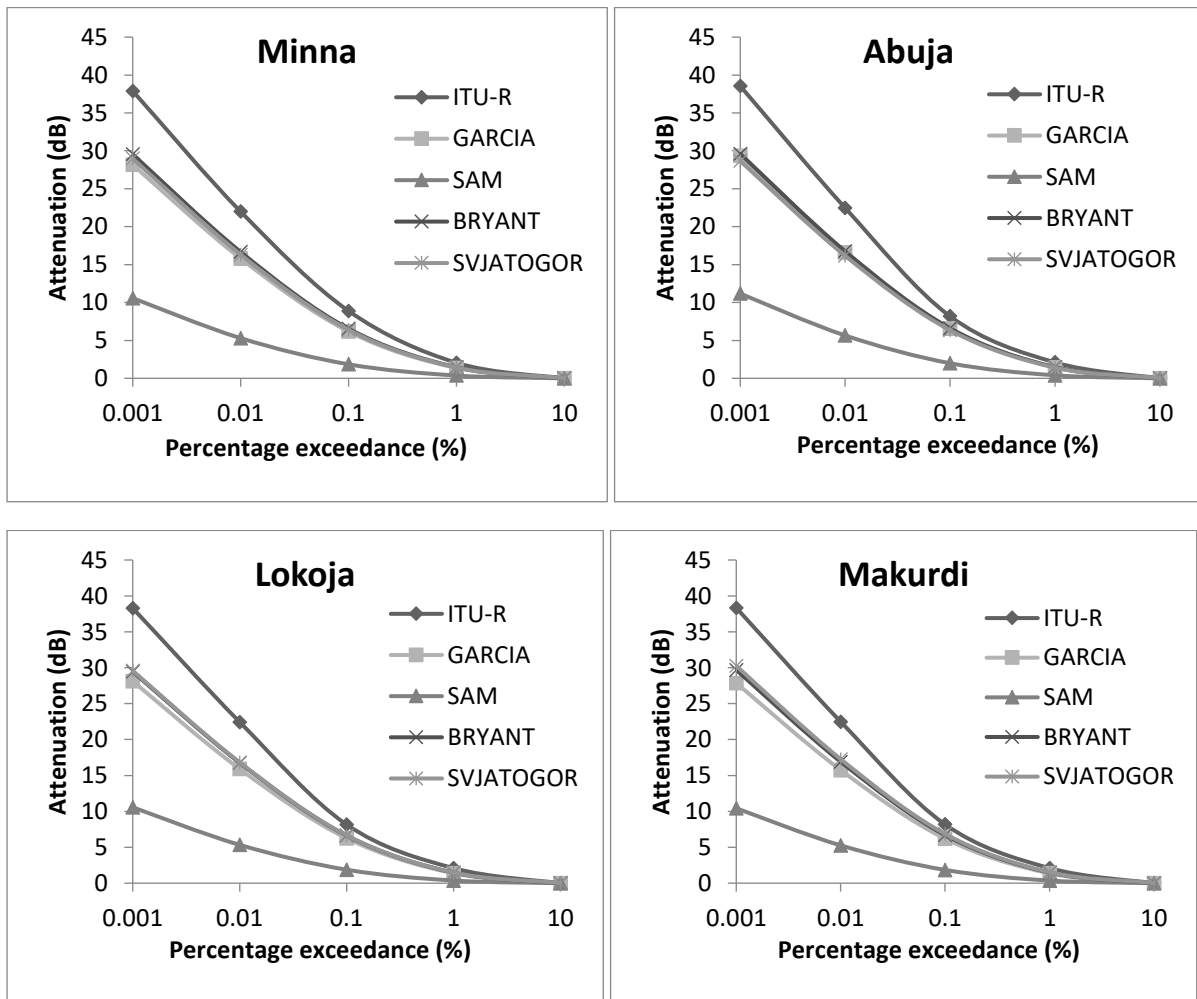 Minna
Attenuation (dB)
45
40
35
30
25
20
15
10
5
0
0.001 0.01 0.1 1 10
Percentage exceedance (%)
ITU-R
GARCIA
SAM
BRYANT
SVJATOGOR
Abuja
Attenuation (dB)
45
40
35
30
25
20
15
10
5
0
0.001 0.01 0.1 1 10
Percentage exceedance (%)
ITU-R
GARCIA
SAM
BRYANT
SVJATOGOR
Lokoja
Attenuation (dB)
45
40
35
30
25
20
15
10
5
0
0.001 0.01 0.1 1 10
Percentage exceedance (%)
ITU-R
GARCIA
SAM
BRYANT
SVJATOGOR
Makurdi
Attenuation (dB)
45
40
35
30
25
20
15
10
5
0
0.001 0.01 0.1 1 10
Percentage exceedance (%)
ITU-R
GARCIA
SAM
BRYANT
SVJATOGOR